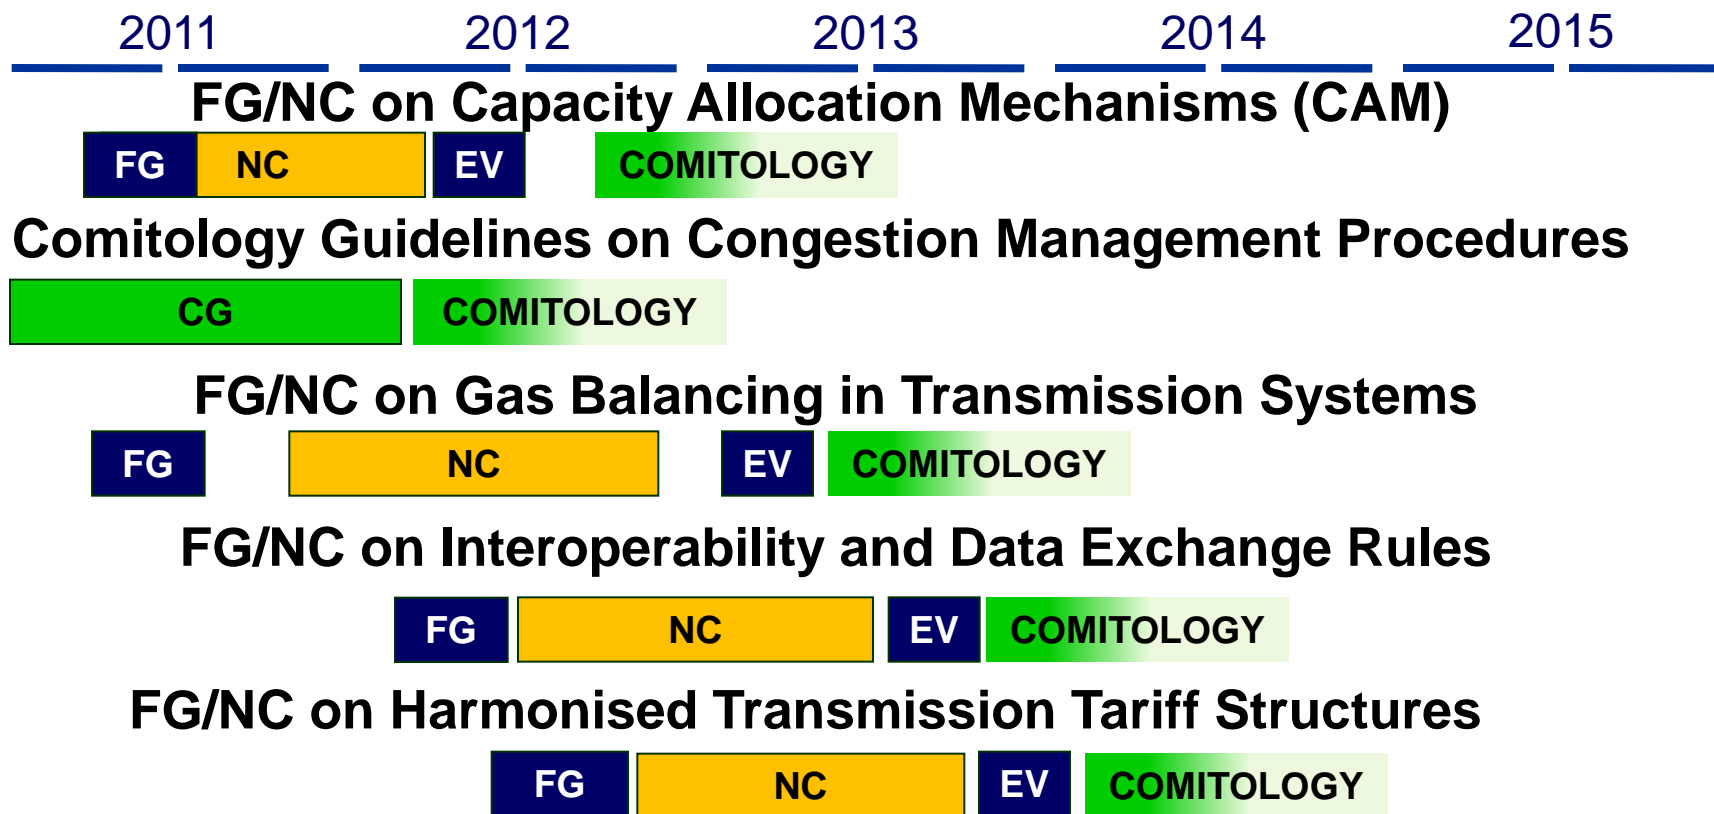 2011 2012 2013 2014 2015
FG/NC on Capacity Allocation Mechanisms (CAM)
FG NC EV COMITOLOGY
Comitology Guidelines on Congestion Management Procedures
CG COMITOLOGY
FG/NC on Gas Balancing in Transmission Systems
FG NC EV COMITOLOGY
FG/NC on Interoperability and Data Exchange Rules
FG NC EV COMITOLOGY
FG/NC on Harmonised Transmission Tariff Structures
FG NC EV COMITOLOGY